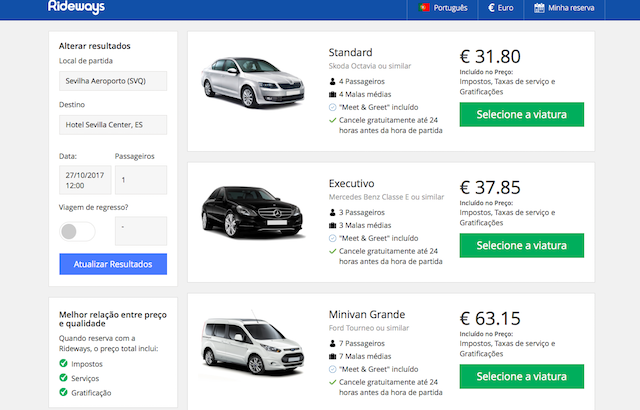 Rideways
Português
€ Euro
Minha reserva
Alterar resultados
Local de partida
Sevilha Aeroporto (SVQ)
Destino
Hotel Sevilla Center, ES
Data: Passageiros
27/10/2017
12:00
1
Viagem de regresso?
-
Atualizar Resultados
Melhor relação entre preço
e qualidade
Quando reserva com a
Rideways, o preço total inclui:
Impostos
Serviços
Gratificação
Standard
Skoda Octavia ou similar
4 Passageiros
4 Malas médias
"Meet & Greet" incluído
Cancele gratuitamente até 24
horas antes da hora de partida
€ 31.80
Incluído no Preço:
Impostos, Taxas de serviço e
Gratificações
Selecione a viatura
Executivo
Mercedes Benz Classe E ou similar
3 Passageiros
3 Malas médias
"Meet & Greet" incluído
Cancele gratuitamente até 24
horas antes da hora de partida
€ 37.85
Incluído no Preço:
Impostos, Taxas de serviço e
Gratificações
Selecione a viatura
Minivan Grande
Ford Tourneo ou similar
7 Passageiros
7 Malas médias
"Meet & Greet" incluído
Cancele gratuitamente até 24
horas antes da hora de partida
€ 63.15
Incluído no Preço:
Impostos, Taxas de serviço e
Gratificações
Selecione a viatura